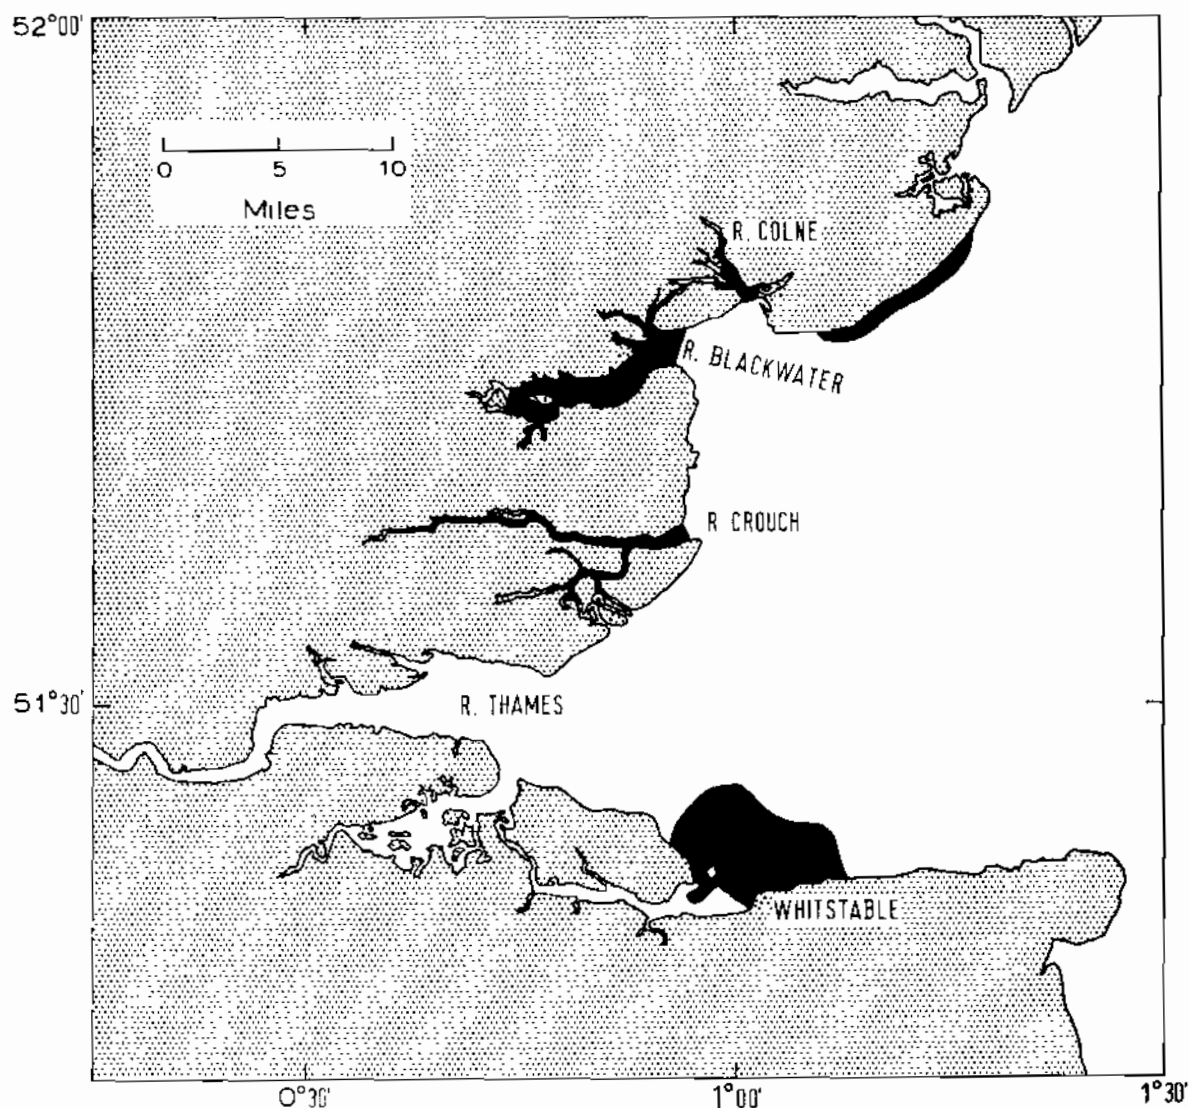 52°00'
0 5 10
Miles
R. COLNE
R. BLACKWATER
R CROUCH
51°30'
R. THAMES
WHITSTABLE
0°30' 1°00' 1°30'